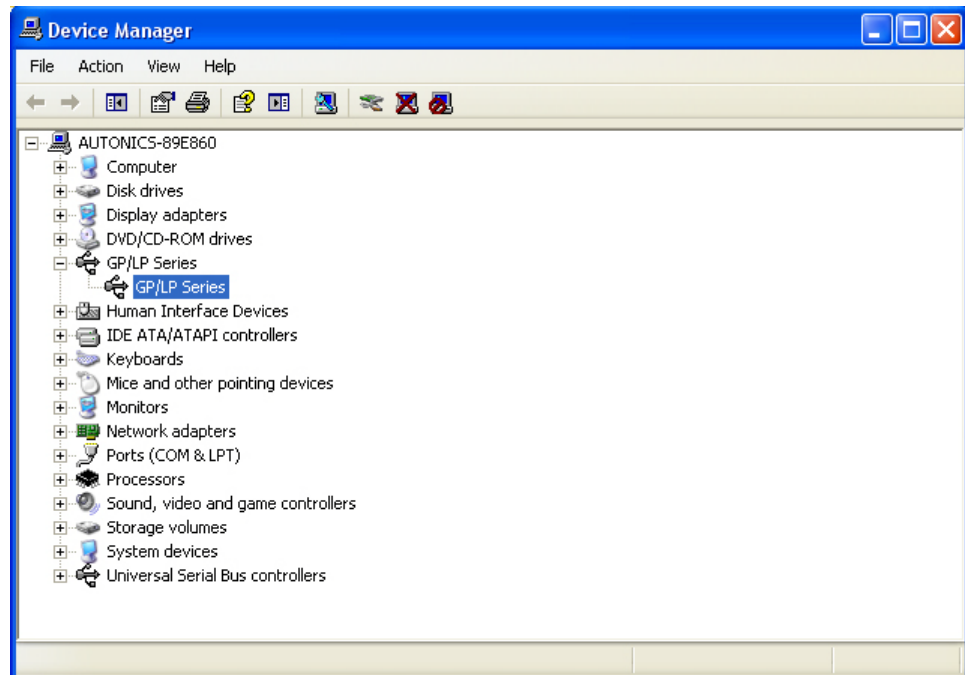 Device Manager
File Action View Help
AUTONICS-89E860
Computer
Disk drives
Display adapters
DVD/CD-ROM drives
GP/LP Series
GP/LP Series
Human Interface Devices
IDE ATA/ATAPI controllers
Keyboards
Mice and other pointing devices
Monitors
Network adapters
Ports (COM & LPT)
Processors
Sound, video and game controllers
Storage volumes
System devices
Universal Serial Bus controllers